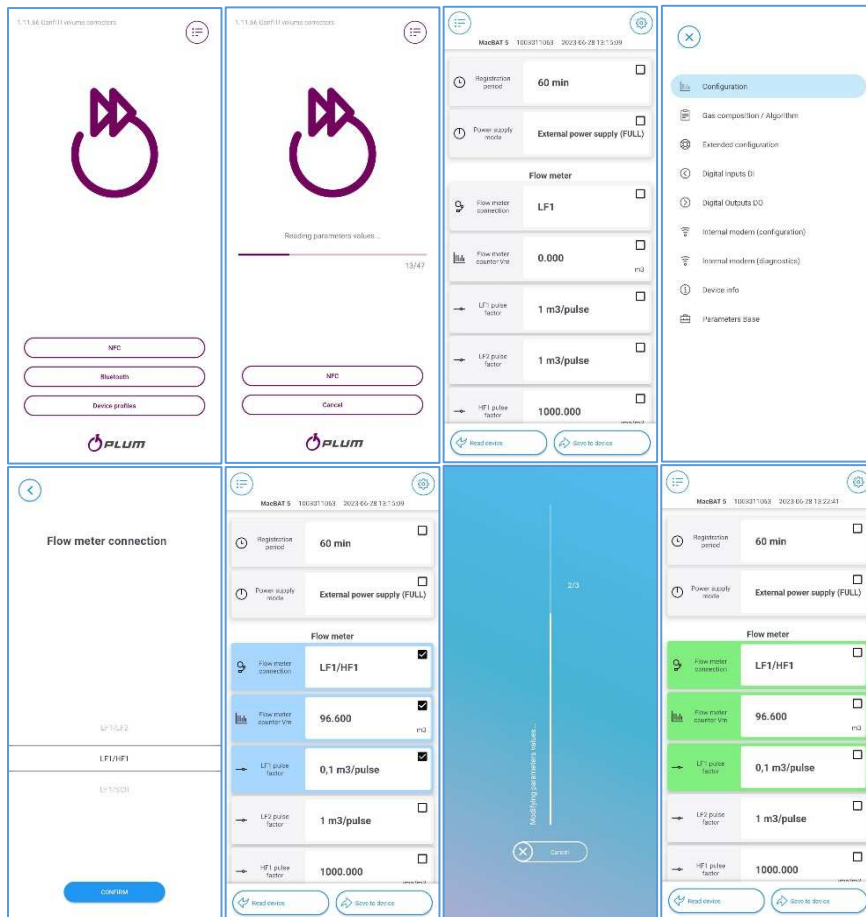 1.11.66 Gas volume correctors
NFC
Bluetooth
Device profiles
PLUM
1.11.66 Gas volume correctors
Reading parameters values...
13/47
NFC
Cancel
PLUM
MacBAT 5 1003011063 2023-06-28 13:15:09
Registration period
60 min
Power supply mode
External power supply (FULL)
Flow meter
Flow meter connection
LF1
Flow meter counter Vm
0.000
m3
LF1 pulse factor
1 m3/pulse
LF2 pulse factor
1 m3/pulse
HF1 pulse factor
1000.000
Read device
Save to device
Configuration
Gas composition / Algorithm
Extended configuration
Digital Inputs DI
Digital Outputs DO
Internal modem (configuration)
Internal modem (diagnostics)
Device info
Parameters Base
Flow meter connection
LF1/LF2
LF1/HF1
LF1/SCR
CONFIRM
MacBAT 5 1003011063 2023-06-28 13:15:09
Registration period
60 min
Power supply mode
External power supply (FULL)
Flow meter
Flow meter connection
LF1/HF1
Flow meter counter Vm
96.600
m3
LF1 pulse factor
0,1 m3/pulse
LF2 pulse factor
1 m3/pulse
HF1 pulse factor
1000.000
Read device
Save to device
2/3
Modifying parameters values...
Cancel
MacBAT 5 1003011063 2023-06-28 13:22:41
Registration period
60 min
Power supply mode
External power supply (FULL)
Flow meter
Flow meter connection
LF1/HF1
Flow meter counter Vm
96.600
m3
LF1 pulse factor
0,1 m3/pulse
LF2 pulse factor
1 m3/pulse
HF1 pulse factor
1000.000
Read device
Save to device